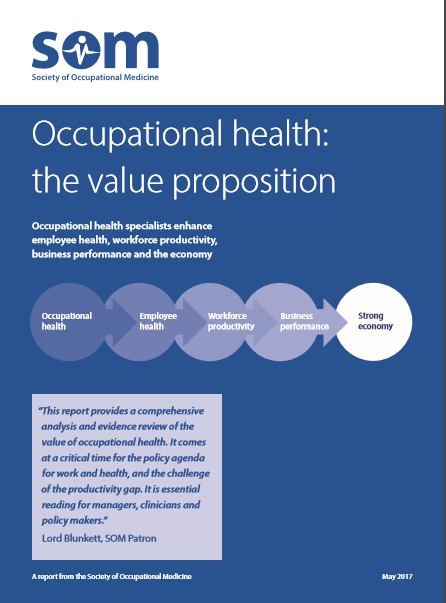 som
Society of Occupational Medicine
Occupational health:
the value proposition
Occupational health specialists enhance
employee health, workforce productivity,
business performance and the economy
Occupational
health
Employee
health
Workforce
productivity
Business
performance
Strong
economy
“This report provides a comprehensive
analysis and evidence review of the
value of occupational health. It comes
at a critical time for the policy agenda
for work and health, and the challenge
of the productivity gap. It is essential
reading for managers, clinicians and
policy makers.”
Lord Blunkett, SOM Patron
A report from the Society of Occupational Medicine
May 2017